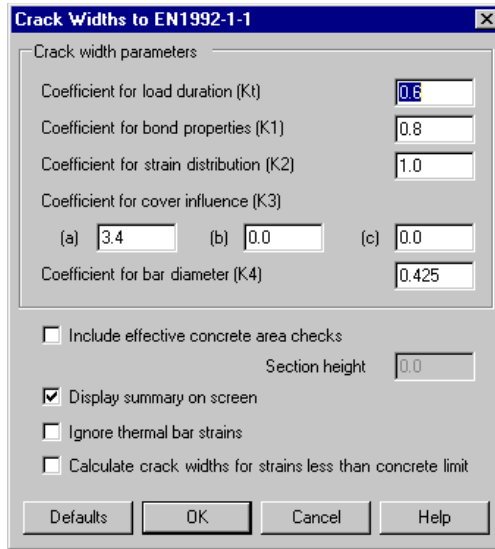 Crack Widths to EN1992-1-1
Crack width parameters
Coefficient for load duration (Kt) 0.6
Coefficient for bond properties (K1) 0.8
Coefficient for strain distribution (K2) 1.0
Coefficient for cover influence (K3)
(a) 3.4 (b) 0.0 (c) 0.0
Coefficient for bar diameter (K4) 0.425
Include effective concrete area checks
Section height 0.0
Display summary on screen
Ignore thermal bar strains
Calculate crack widths for strains less than concrete limit
Defaults OK Cancel Help